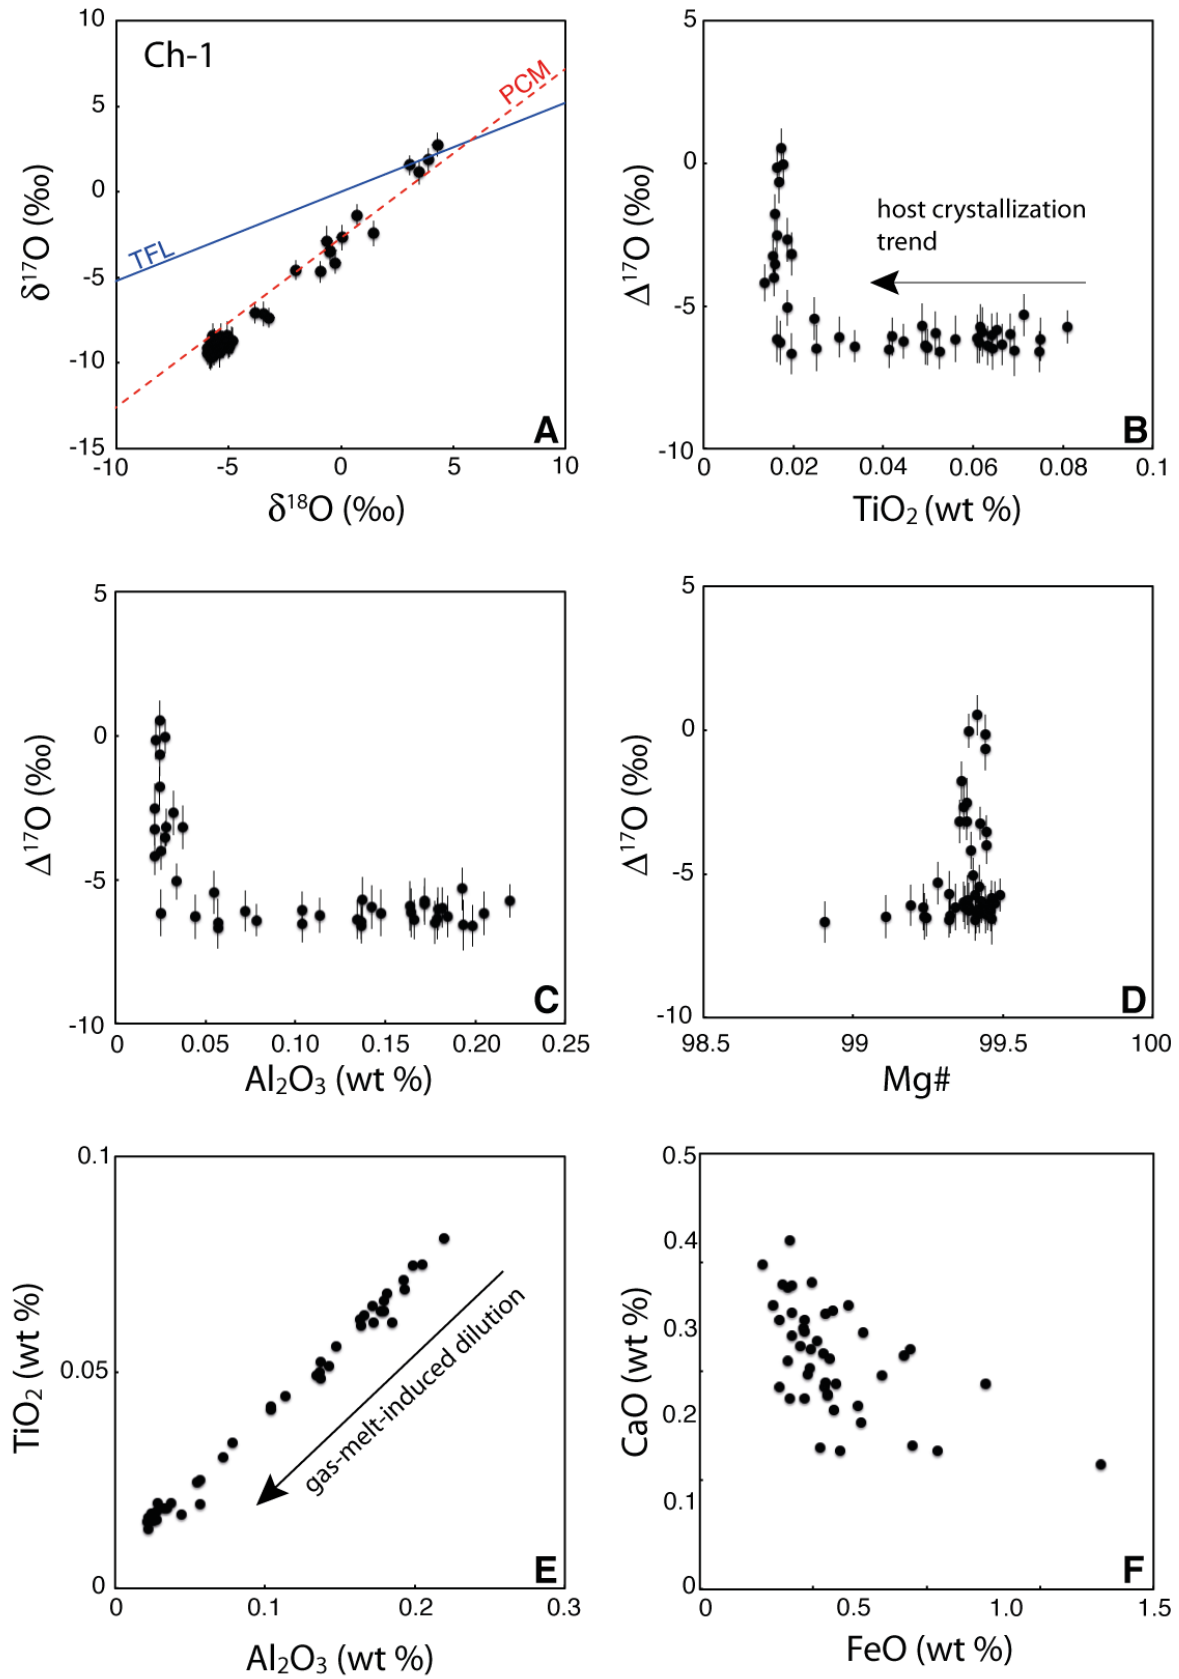 10
Ch-1
PCM
5
δ¹⁷O (‰)
0
TFL
-5
-10
-15
A
-10
-5
0
5
10
δ¹⁸O (‰)
5
0
Δ¹⁷O (‰)
host crystallization
trend
-5
-10
B
0
0.02
0.04
0.06
0.08
0.1
TiO₂ (wt %)
5
0
Δ¹⁷O (‰)
-5
-10
C
0
0.05
0.10
0.15
0.20
0.25
Al₂O₃ (wt %)
5
0
Δ¹⁷O (‰)
-5
-10
D
98.5
99
99.5
100
Mg#
0.1
TiO₂ (wt %)
0.05
gas-melt-induced dilution
0
E
0
0.1
0.2
0.3
Al₂O₃ (wt %)
0.5
0.4
CaO (wt %)
0.3
0.2
0.1
0
F
0
0.5
1.0
1.5
FeO (wt %)